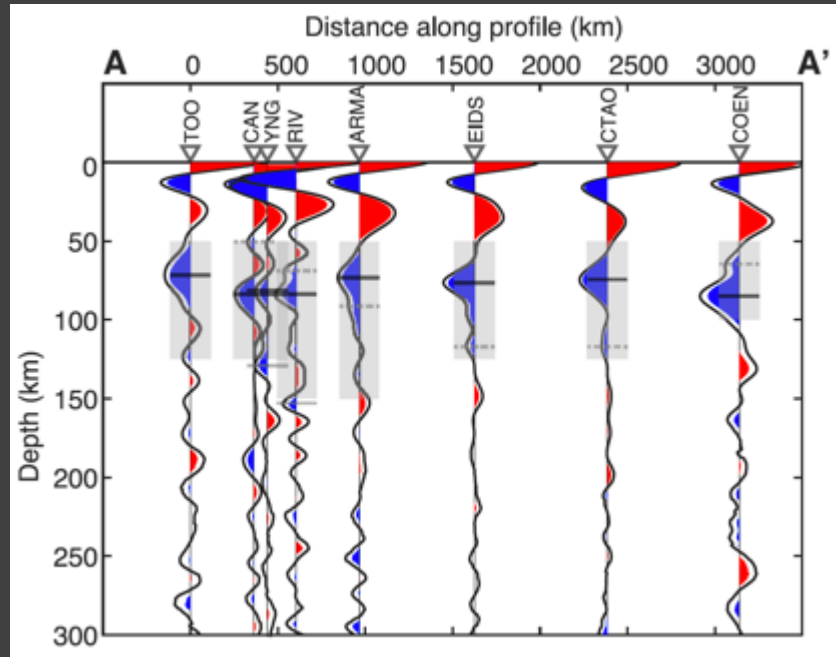 Distance along profile (km)
A 0 500 1000 1500 2000 2500 3000 A'
TOO CAN YNG RIV ARMA EIDS CTAO COEN
0
50
100
150
200
250
300
Depth (km)